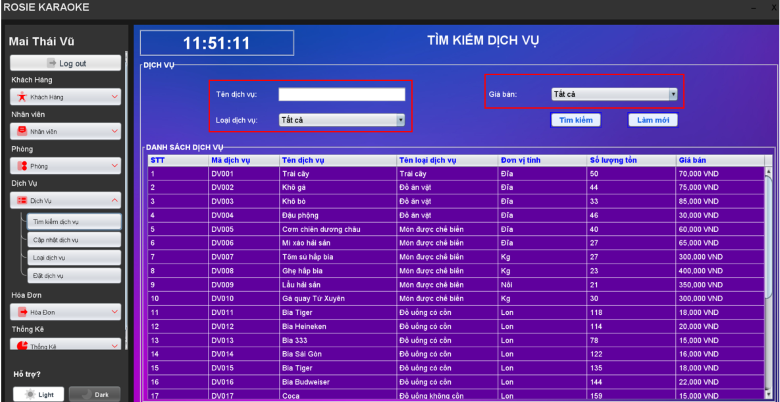 ROSIE KARAOKE
Mai Thái Vũ
Log out
Khách Hàng
Khách Hàng
Nhân viên
Nhân viên
Phòng
Phòng
Dịch Vụ
Dịch Vụ
Tìm kiếm dịch vụ
Cập nhật dịch vụ
Loại dịch vụ
Đặt dịch vụ
Hóa Đơn
Hóa Đơn
Thống Kê
Thống Kê
Hỗ trợ?
Light Dark
11:51:11
TÌM KIẾM DỊCH VỤ
DỊCH VỤ
Tên dịch vụ: Giá bán: Tất cả
Loại dịch vụ: Tất cả Tìm kiếm Làm mới
DANH SÁCH DỊCH VỤ
STT Mã dịch vụ Tên dịch vụ Tên loại dịch vụ Đơn vị tính Số lượng tồn Giá bán
1 DV001 Trái cây Trái cây Đĩa 50 70,000 VND
2 DV002 Khô gà Đồ ăn vặt Đĩa 44 75,000 VND
3 DV003 Khô bò Đồ ăn vặt Đĩa 33 85,000 VND
4 DV004 Đậu phộng Đồ ăn vặt Đĩa 46 30,000 VND
5 DV005 Cơm chiên dương châu Món được chế biến Đĩa 40 60,000 VND
6 DV006 Mì xào hải sản Món được chế biến Đĩa 27 65,000 VND
7 DV007 Tôm sú hấp bia Món được chế biến Kg 27 300,000 VND
8 DV008 Ghẹ hấp bia Món được chế biến Kg 23 400,000 VND
9 DV009 Lẩu hải sản Món được chế biến Nồi 21 350,000 VND
10 DV010 Gà quay Tứ Xuyên Món được chế biến Kg 30 300,000 VND
11 DV011 Bia Tiger Đồ uống có cồn Lon 118 18,000 VND
12 DV012 Bia Heineken Đồ uống có cồn Lon 114 20,000 VND
13 DV013 Bia 333 Đồ uống có cồn Lon 78 15,000 VND
14 DV014 Bia Sài Gòn Đồ uống có cồn Lon 122 16,000 VND
15 DV015 Bia Tiger Đồ uống có cồn Lon 135 18,000 VND
16 DV016 Bia Budweiser Đồ uống có cồn Lon 144 22,000 VND
17 DV017 Coca Đồ uống không cồn Lon 159 15,000 VND